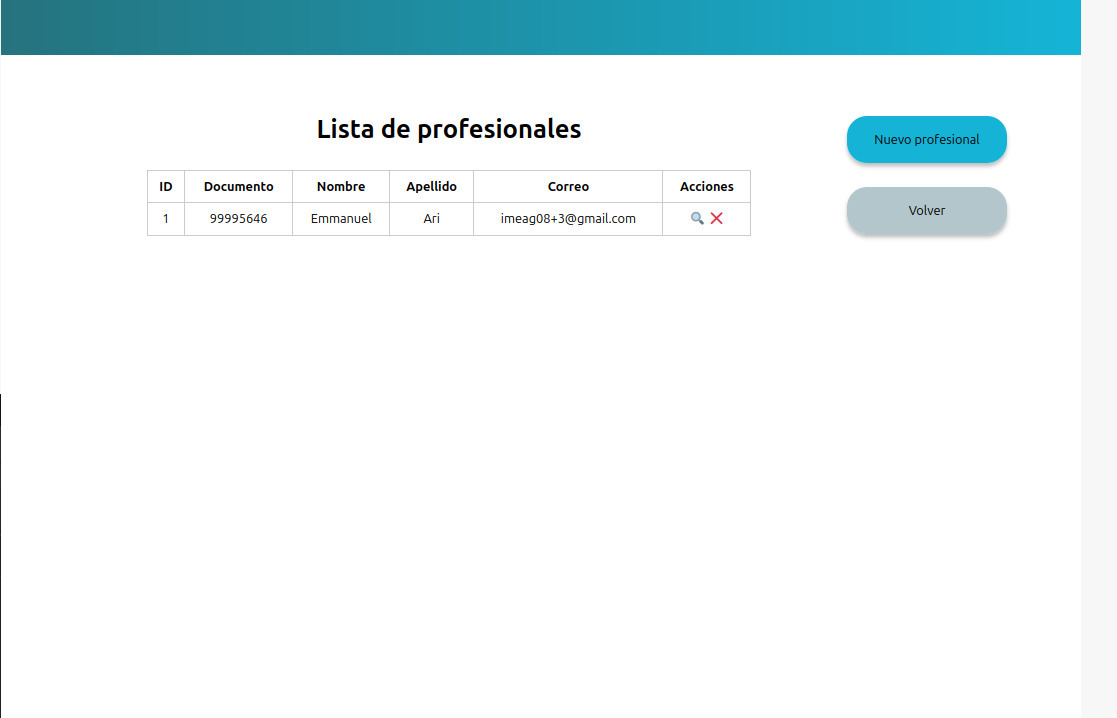 Lista de profesionales
Nuevo profesional
Volver
ID Documento Nombre Apellido Correo Acciones
1 99995646 Emmanuel Ari imeag08+3@gmail.com